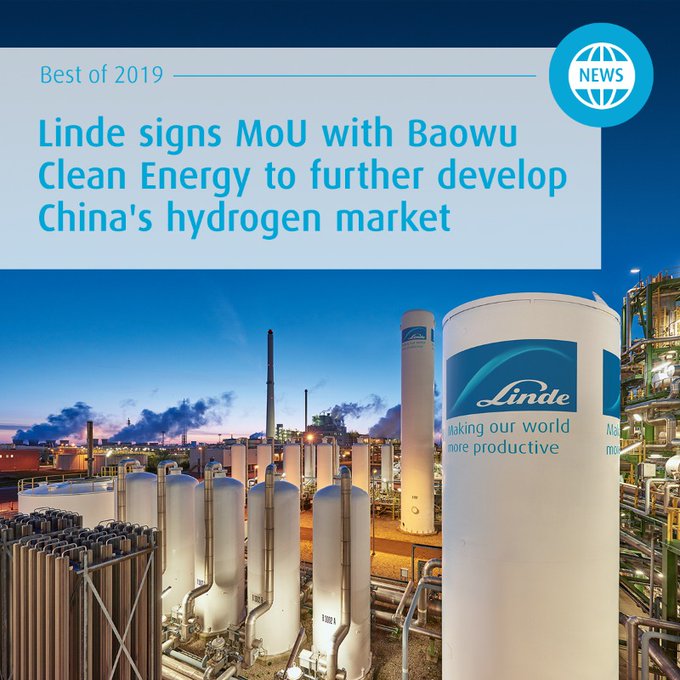 Best of 2019
NEWS
Linde signs MoU with Baowu
Clean Energy to further develop
China's hydrogen market
Linde
Linde
Making our world
more productive